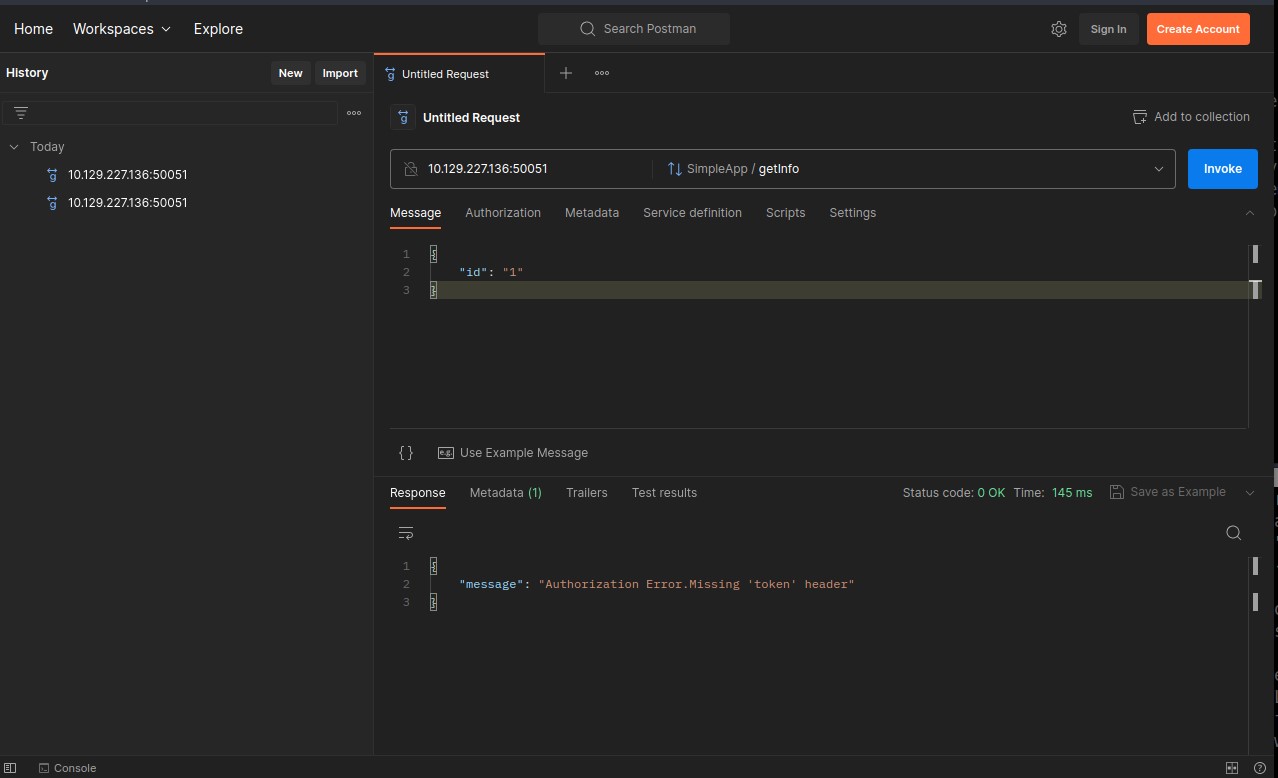 Home Workspaces Explore Search Postman Sign In Create Account
History New Import
Untitled Request
Untitled Request Add to collection
Today
10.129.227.136:50051
10.129.227.136:50051
10.129.227.136:50051 SimpleApp / getInfo Invoke
Message Authorization Metadata Service definition Scripts Settings
1 {
2 "id": "1"
3 }
{} e.g. Use Example Message
Response Metadata (1) Trailers Test results Status code: 0 OK Time: 145 ms Save as Example
1 {
2 "message": "Authorization Error.Missing 'token' header"
3 }
Console